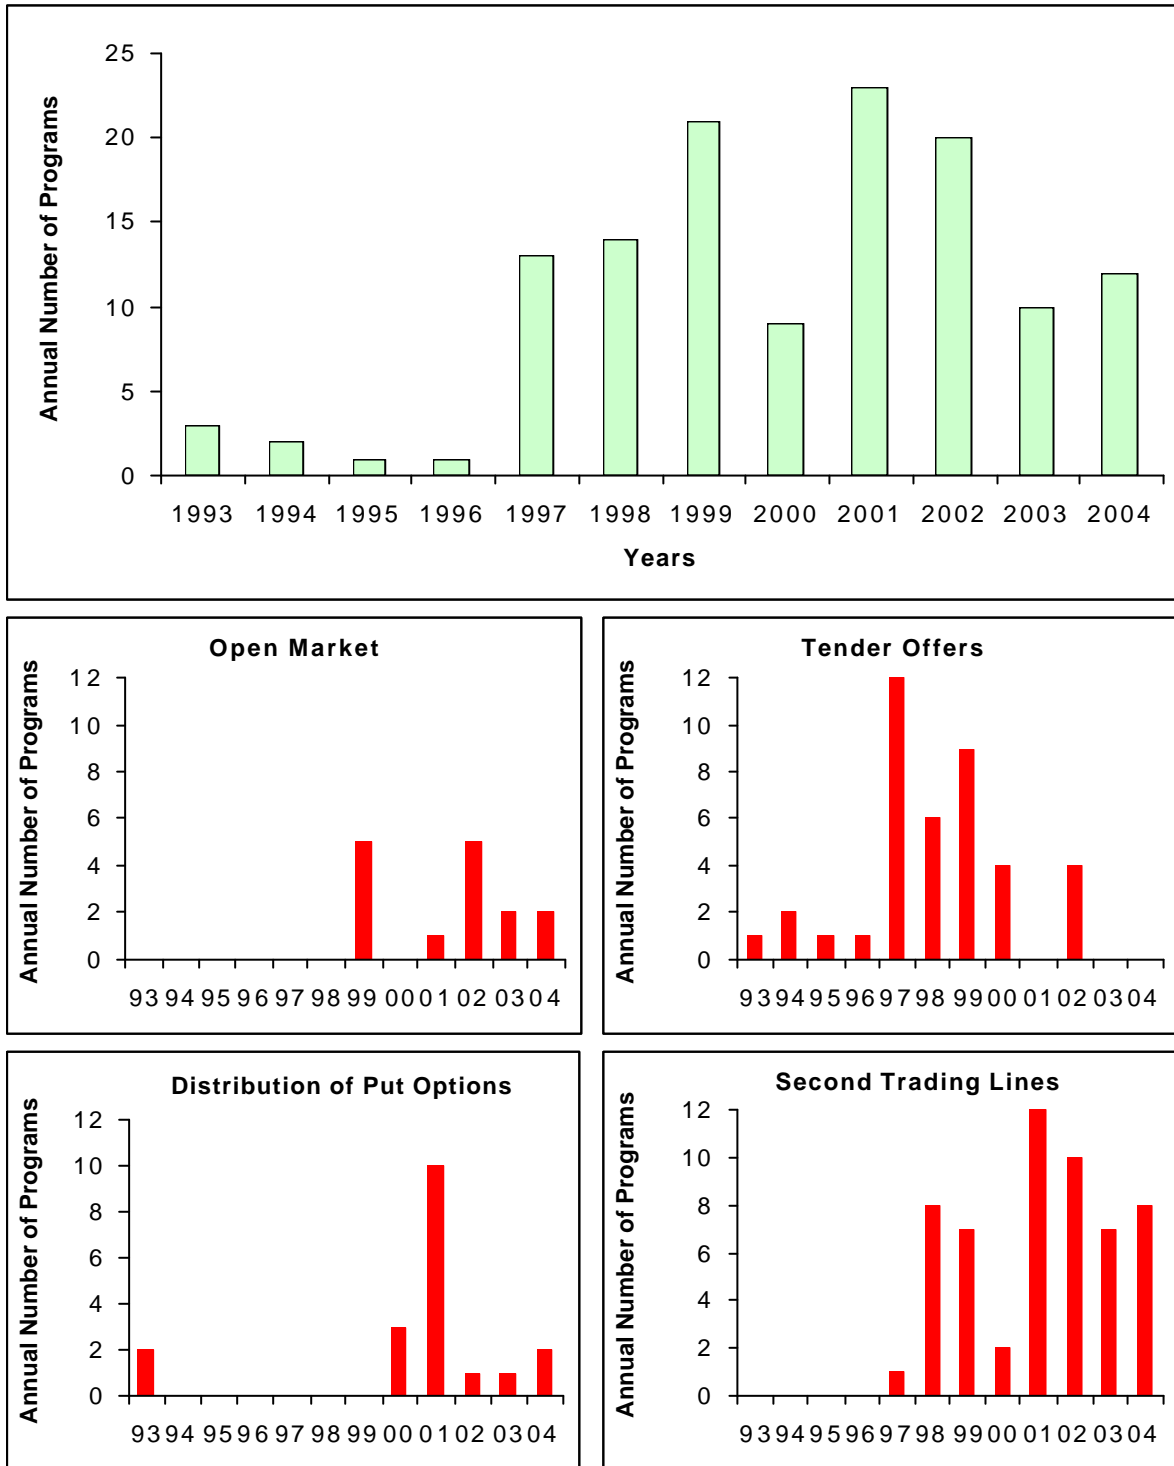 Annual Number of Programs
25
20
15
10
5
0
1993 1994 1995 1996 1997 1998 1999 2000 2001 2002 2003 2004
Years
Open Market
Annual Number of Programs
12
10
8
6
4
2
0
93 94 95 96 97 98 99 00 01 02 03 04
Tender Offers
Annual Number of Programs
12
10
8
6
4
2
0
93 94 95 96 97 98 99 00 01 02 03 04
Distribution of Put Options
Annual Number of Programs
12
10
8
6
4
2
0
93 94 95 96 97 98 99 00 01 02 03 04
Second Trading Lines
Annual Number of Programs
12
10
8
6
4
2
0
93 94 95 96 97 98 99 00 01 02 03 04